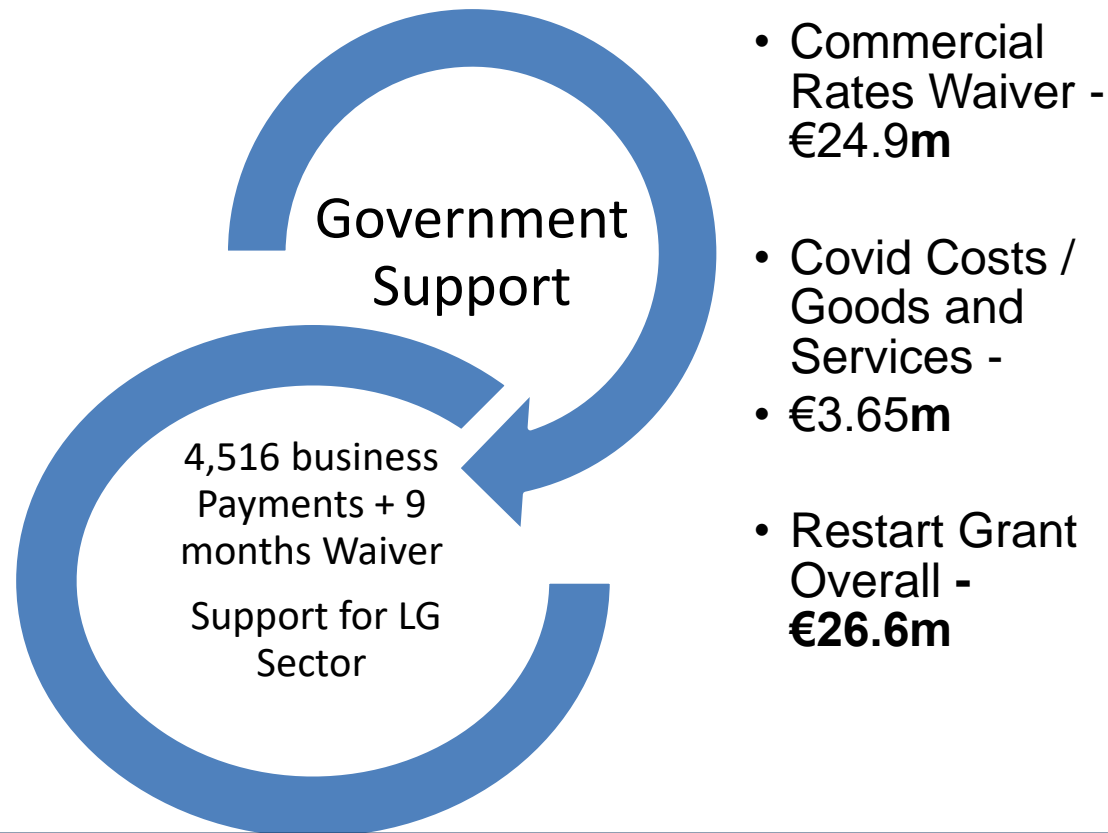 Government
Support
4,516 business
Payments + 9
months Waiver
Support for LG
Sector
• Commercial
Rates Waiver -
€24.9m
• Covid Costs /
Goods and
Services -
• €3.65m
• Restart Grant
Overall -
€26.6m